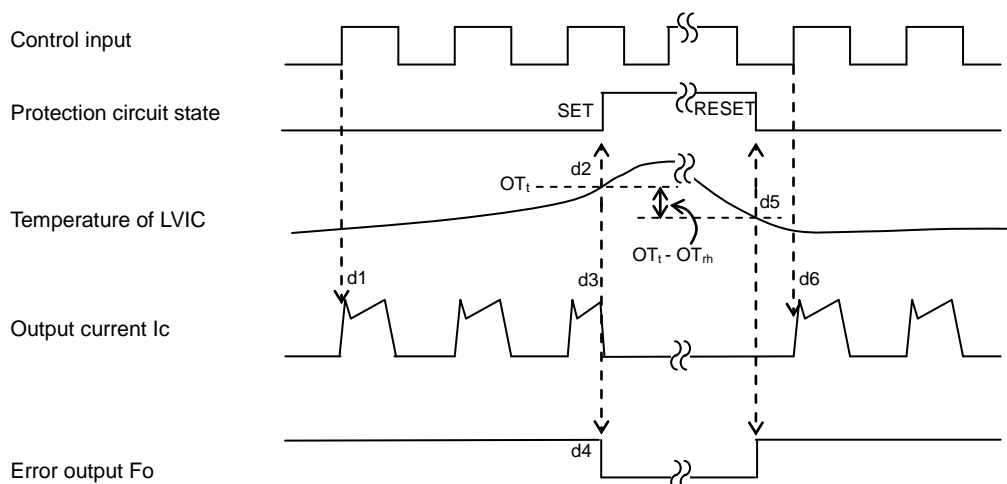 Control input
Protection circuit state
SET
RESET
d2
OTₜ
d5
Temperature of LVIC
OTₜ - OTᵣₕ
d1
d3
d6
Output current Ic
d4
Error output Fo